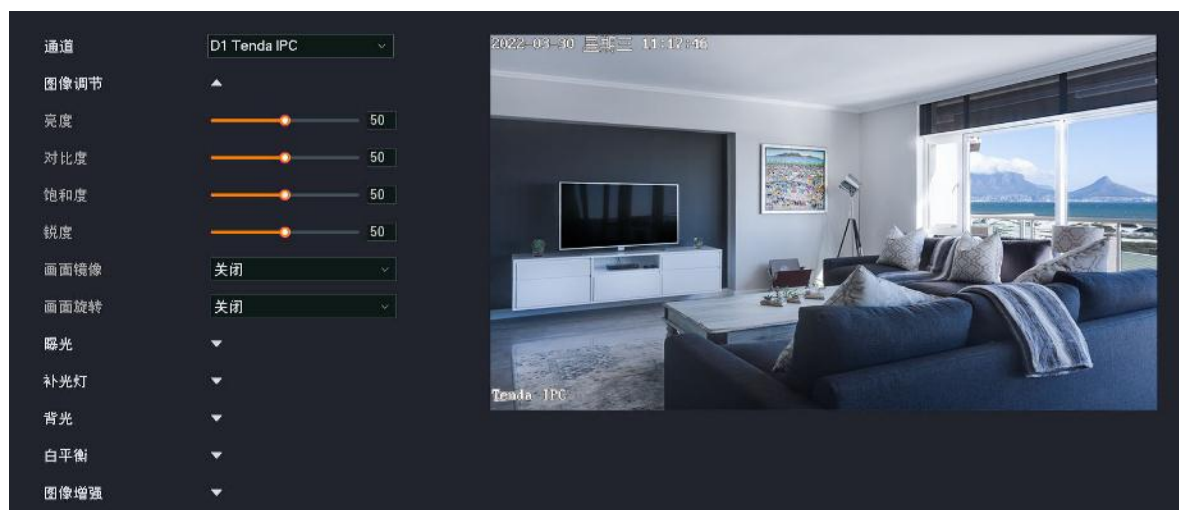 通道 D1 Tenda IPC
图像调节
亮度 50
对比度 50
饱和度 50
锐度 50
画面镜像 关闭
画面旋转 关闭
曝光
补光灯
背光
白平衡
图像增强
2022-03-30 星期三 11:17:46
Tenda IPC